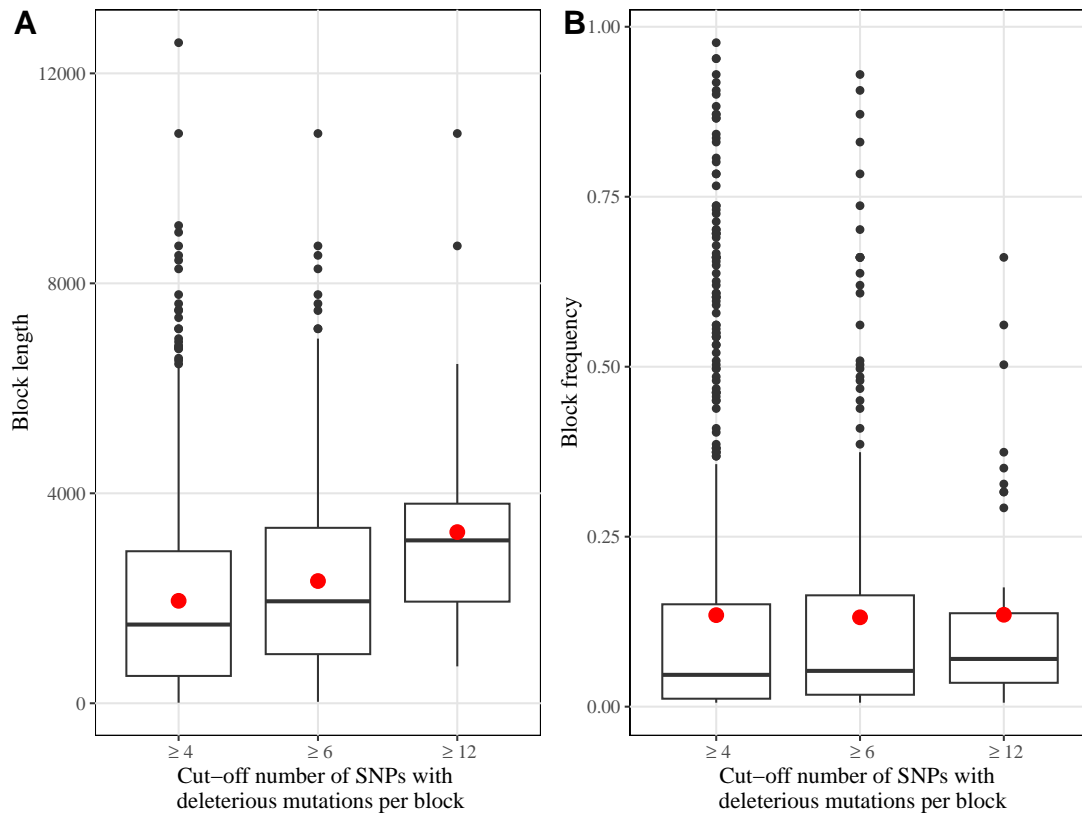 A
Block length
12000
8000
4000
0
≥ 4
≥ 6
≥ 12
Cut−off number of SNPs with
deleterious mutations per block
B
Block frequency
1.00
0.75
0.50
0.25
0.00
≥ 4
≥ 6
≥ 12
Cut−off number of SNPs with
deleterious mutations per block